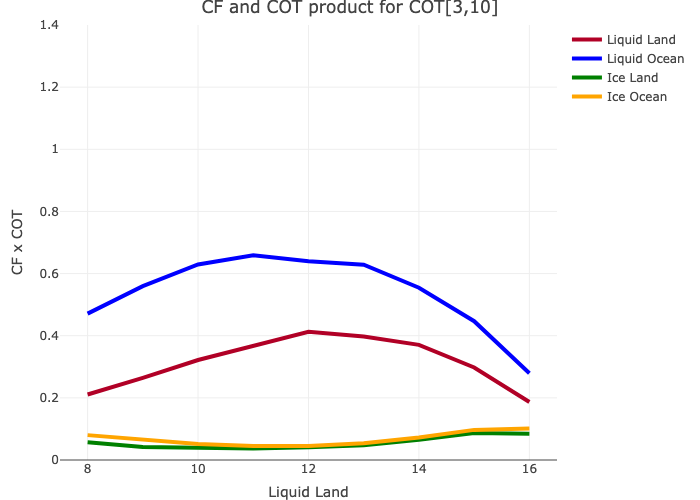 CF and COT product for COT[3,10]
1.4
1.2
1
0.8
0.6
0.4
0.2
0
CF x COT
8
10
12
14
16
Liquid Land
Liquid Land
Liquid Ocean
Ice Land
Ice Ocean